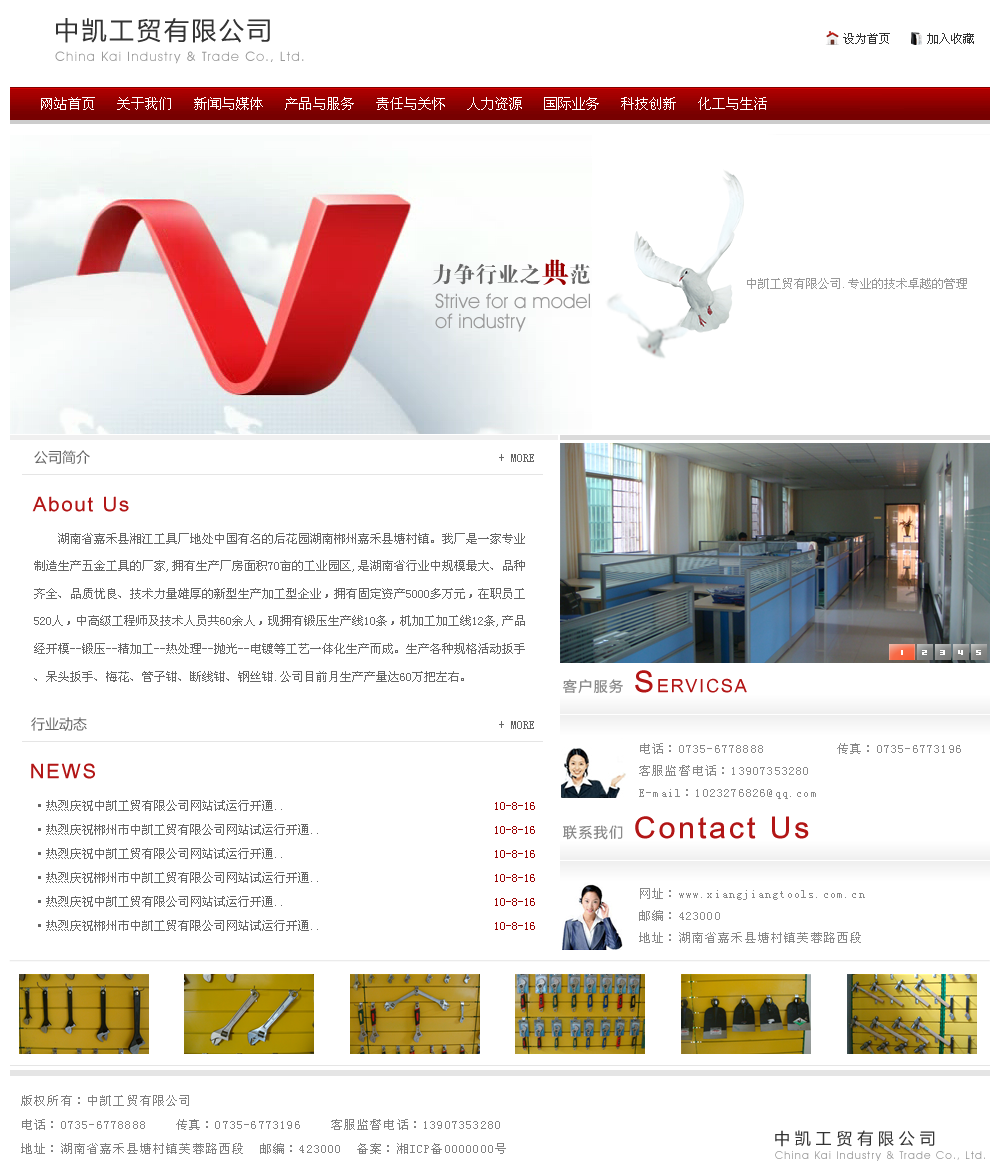 中凯工贸有限公司
China Kai Industry & Trade Co., Ltd.
设为首页 加入收藏
网站首页 关于我们 新闻与媒体 产品与服务 责任与关怀 人力资源 国际业务 科技创新 化工与生活
力争行业之典范
Strive for a model
of industry
中凯工贸有限公司.专业的技术卓越的管理
公司简介 + MORE
About Us
湖南省嘉禾县湘江工具厂地处中国有名的后花园湖南郴州嘉禾县塘村镇。我厂是一家专业
制造生产五金工具的厂家,拥有生产厂房面积70亩的工业园区,是湖南省行业中规模最大、品种
齐全、品质优良、技术力量雄厚的新型生产加工型企业，拥有固定资产5000多万元，在职员工
520人，中高级工程师及技术人员共60余人，现拥有锻压生产线10条，机加工加工线12条,产品
经开模--锻压--精加工--热处理--抛光--电镀等工艺一体化生产而成。生产各种规格活动扳手
、呆头扳手、梅花、管子钳、断线钳、钢丝钳.公司目前月生产产量达60万把左右。
行业动态 + MORE
NEWS
热烈庆祝中凯工贸有限公司网站试运行开通.. 10-8-16
热烈庆祝郴州市中凯工贸有限公司网站试运行开通.. 10-8-16
热烈庆祝中凯工贸有限公司网站试运行开通.. 10-8-16
热烈庆祝郴州市中凯工贸有限公司网站试运行开通.. 10-8-16
热烈庆祝中凯工贸有限公司网站试运行开通.. 10-8-16
热烈庆祝郴州市中凯工贸有限公司网站试运行开通.. 10-8-16
1 2 3 4 5
客户服务 SERVICSA
电话：0735-6778888 传真：0735-6773196
客服监督电话：13907353280
E-mail：1023276826@qq.com
联系我们 Contact Us
网址：www.xiangjiangtools.com.cn
邮编：423000
地址：湖南省嘉禾县塘村镇芙蓉路西段
版权所有：中凯工贸有限公司
电话：0735-6778888 传真：0735-6773196 客服监督电话：13907353280
地址：湖南省嘉禾县塘村镇芙蓉路西段 邮编：423000 备案：湘ICP备0000000号
中凯工贸有限公司
China Kai Industry & Trade Co., Ltd.